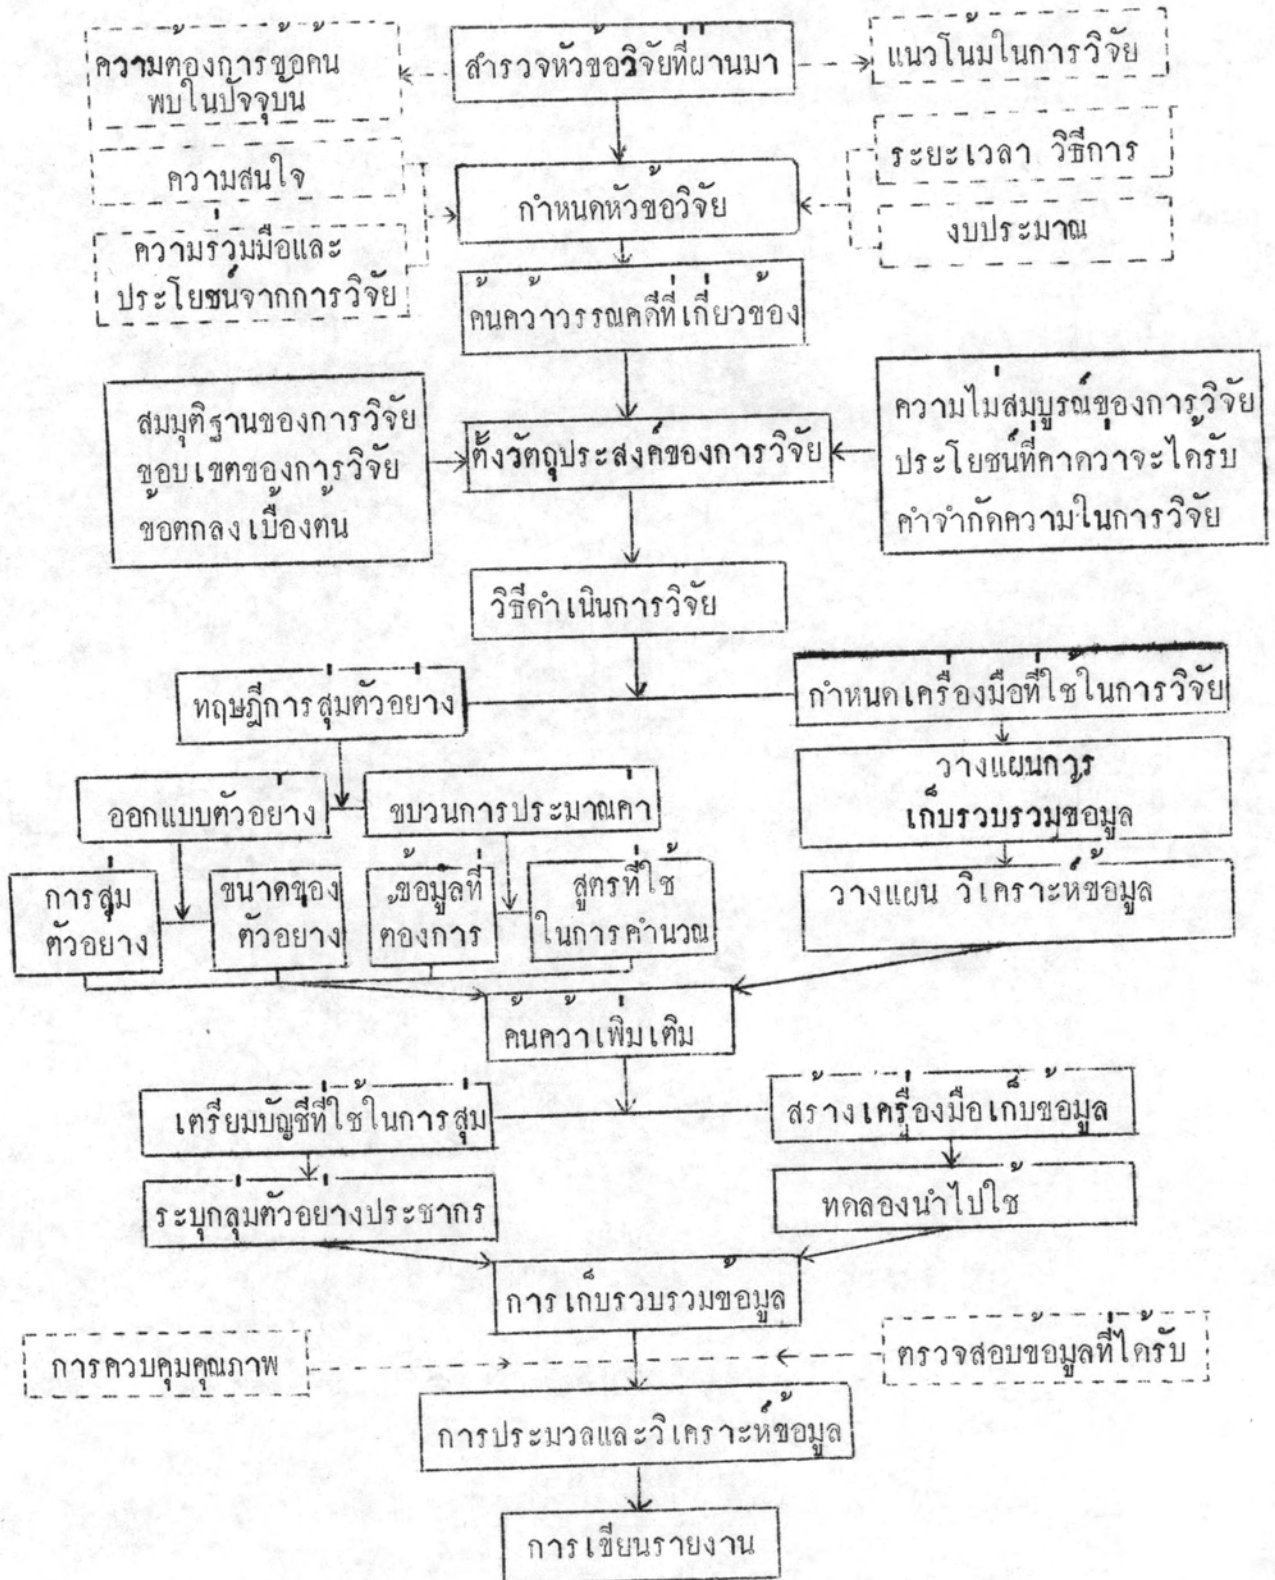 ความต้องการข้อค้น
พบในปัจจุบัน
สำรวจหัวข้อวิจัยที่ผ่านมา
แนวโน้มในการวิจัย
ความสนใจ
ความร่วมมือและ
ประโยชน์จากการวิจัย
กำหนดหัวข้อวิจัย
ระยะเวลา วิธีการ
งบประมาณ
ค้นคว้าวรรณคดีที่เกี่ยวข้อง
สมมุติฐานของการวิจัย
ขอบเขตของการวิจัย
ข้อตกลงเบื้องต้น
ตั้งวัตถุประสงค์ของการวิจัย
ความไม่สมบูรณ์ของการวิจัย
ประโยชน์ที่คาดว่าจะได้รับ
คำจำกัดความในการวิจัย
วิธีดำเนินการวิจัย
ทฤษฎีการสุ่มตัวอย่าง
กำหนดเครื่องมือที่ใช้ในการวิจัย
ออกแบบตัวอย่าง
ขบวนการประมาณค่า
วางแผนการ
เก็บรวบรวมข้อมูล
การสุ่ม
ตัวอย่าง
ขนาดของ
ตัวอย่าง
ข้อมูลที่
ต้องการ
สูตรที่ใช้
ในการคำนวณ
วางแผน วิเคราะห์ข้อมูล
ค้นคว้าเพิ่มเติม
เตรียมบัญชีที่ใช้ในการสุ่ม
สร้างเครื่องมือเก็บข้อมูล
ระบุกลุ่มตัวอย่างประชากร
ทดลองนำไปใช้
การเก็บรวบรวมข้อมูล
การควบคุมคุณภาพ
ตรวจสอบข้อมูลที่ได้รับ
การประมวลและวิเคราะห์ข้อมูล
การเขียนรายงาน